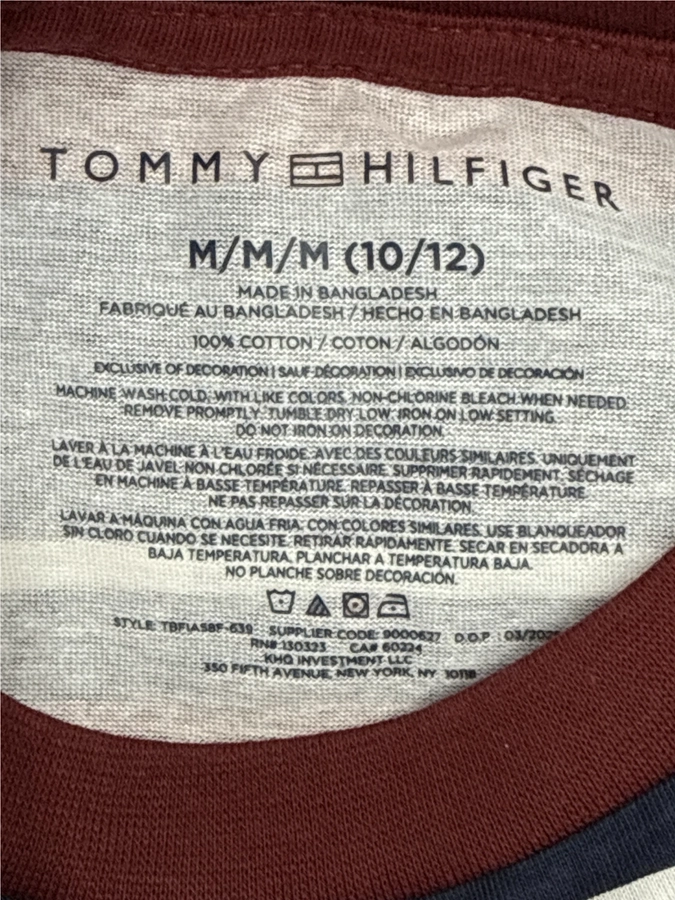 TOMMY HILFIGER
M/M/M (10/12)
MADE IN BANGLADESH
FABRIQUÉ AU BANGLADESH / HECHO EN BANGLADESH
100% COTTON / COTON / ALGODÓN
EXCLUSIVE OF DECORATION | SAUF DÉCORATION | EXCLUSIVO DE DECORACIÓN
MACHINE WASH COLD, WITH LIKE COLORS. NON-CHLORINE BLEACH WHEN NEEDED.
REMOVE PROMPTLY. TUMBLE DRY LOW. IRON ON LOW SETTING.
DO NOT IRON ON DECORATION.
LAVER À LA MACHINE À L'EAU FROIDE. AVEC DES COULEURS SIMILAIRES. UNIQUEMENT
DE L'EAU DE JAVEL NON CHLORÉE SI NÉCESSAIRE. SUPPRIMER RAPIDEMENT. SÉCHAGE
EN MACHINE À BASSE TEMPÉRATURE. REPASSER À BASSE TEMPÉRATURE.
NE PAS REPASSER SUR LA DÉCORATION.
LAVAR A MÁQUINA CON AGUA FRIA. CON COLORES SIMILARES. USE BLANQUEADOR
SIN CLORO CUANDO SE NECESITE. RETIRAR RÁPIDAMENTE. SECAR EN SECADORA A
BAJA TEMPERATURA. PLANCHAR A TEMPERATURA BAJA.
NO PLANCHE SOBRE DECORACIÓN.
STYLE: SUPPLIER CODE: 9000627 D.O.P : 03/202
RN# 130323 CA# 60224
KHQ INVESTMENT LLC
350 FIFTH AVENUE, NEW YORK, NY 10118